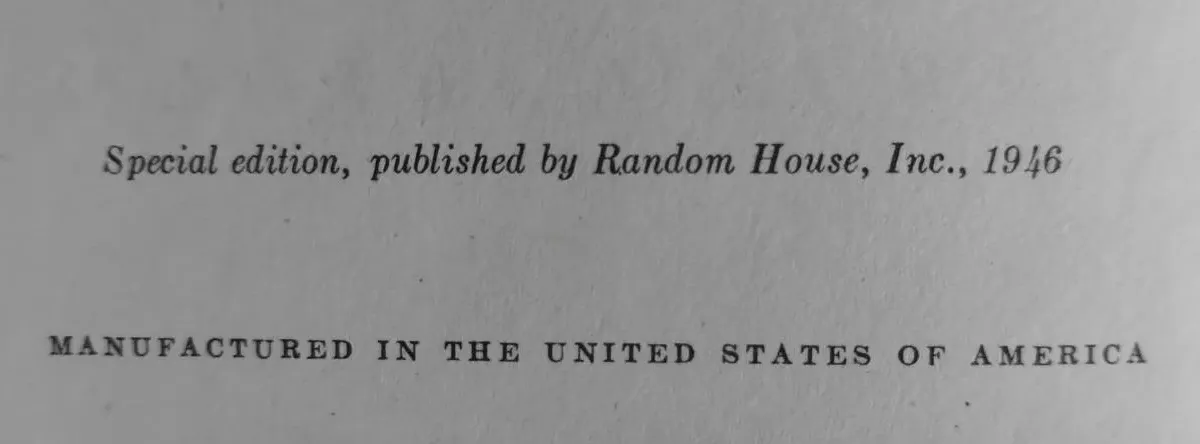 Special edition, published by Random House, Inc., 1946
MANUFACTURED IN THE UNITED STATES OF AMERICA